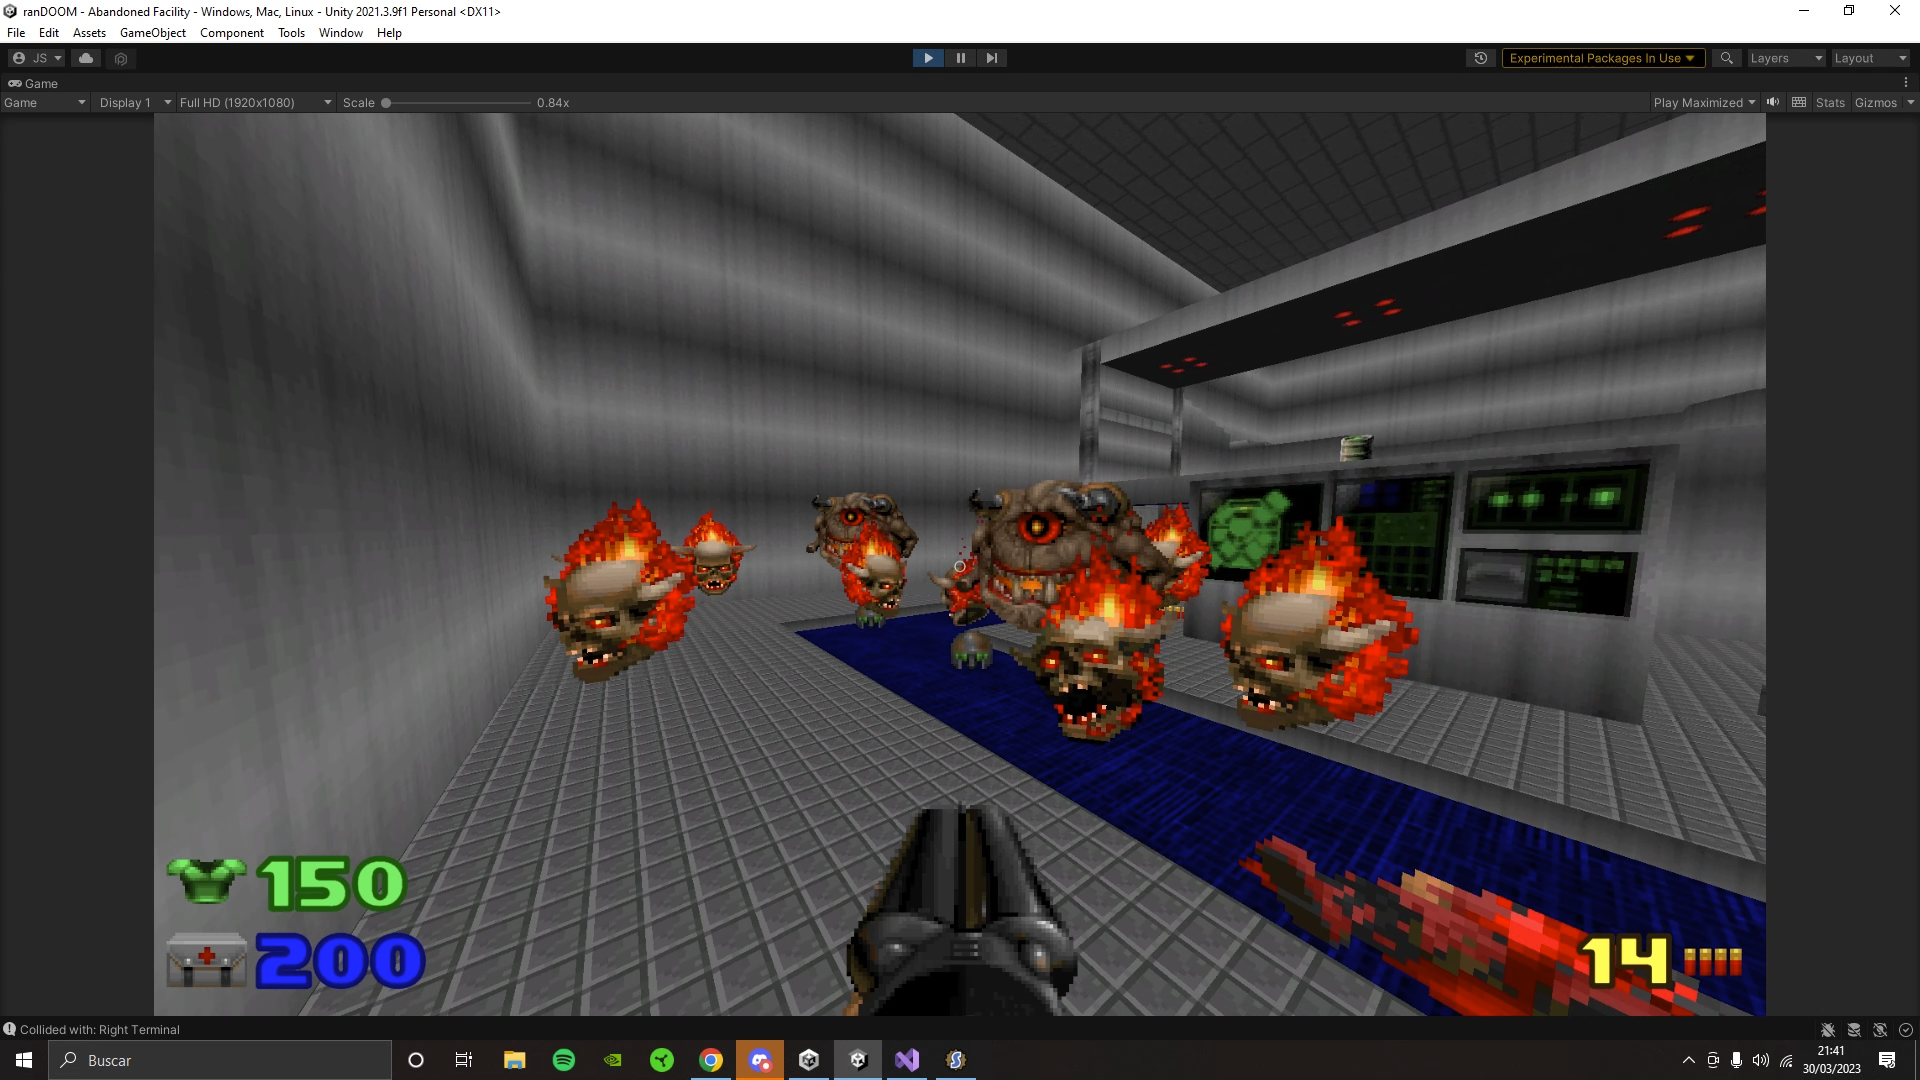 ranDOOM - Abandoned Facility - Windows, Mac, Linux - Unity 2021.3.9f1 Personal <DX11>
File Edit Assets GameObject Component Tools Window Help
JS Experimental Packages In Use Layers Layout
Game
Game Display 1 Full HD (1920x1080) Scale 0.84x Play Maximized Stats Gizmos
150
200
14
Collided with: Right Terminal
Buscar
21:41
30/03/2023